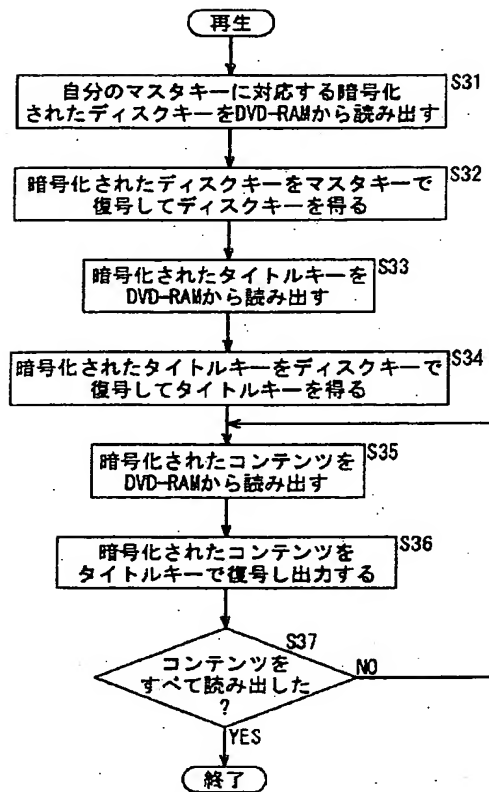 再生
S31
自分のマスタキーに対応する暗号化
されたディスクキーをDVD-RAMから読み出す
S32
暗号化されたディスクキーをマスタキーで
復号してディスクキーを得る
S33
暗号化されたタイトルキーを
DVD-RAMから読み出す
S34
暗号化されたタイトルキーをディスクキーで
復号してタイトルキーを得る
S35
暗号化されたコンテンツを
DVD-RAMから読み出す
S36
暗号化されたコンテンツを
タイトルキーで復号し出力する
S37
コンテンツを
すべて読み出した
?
NO
YES
終了